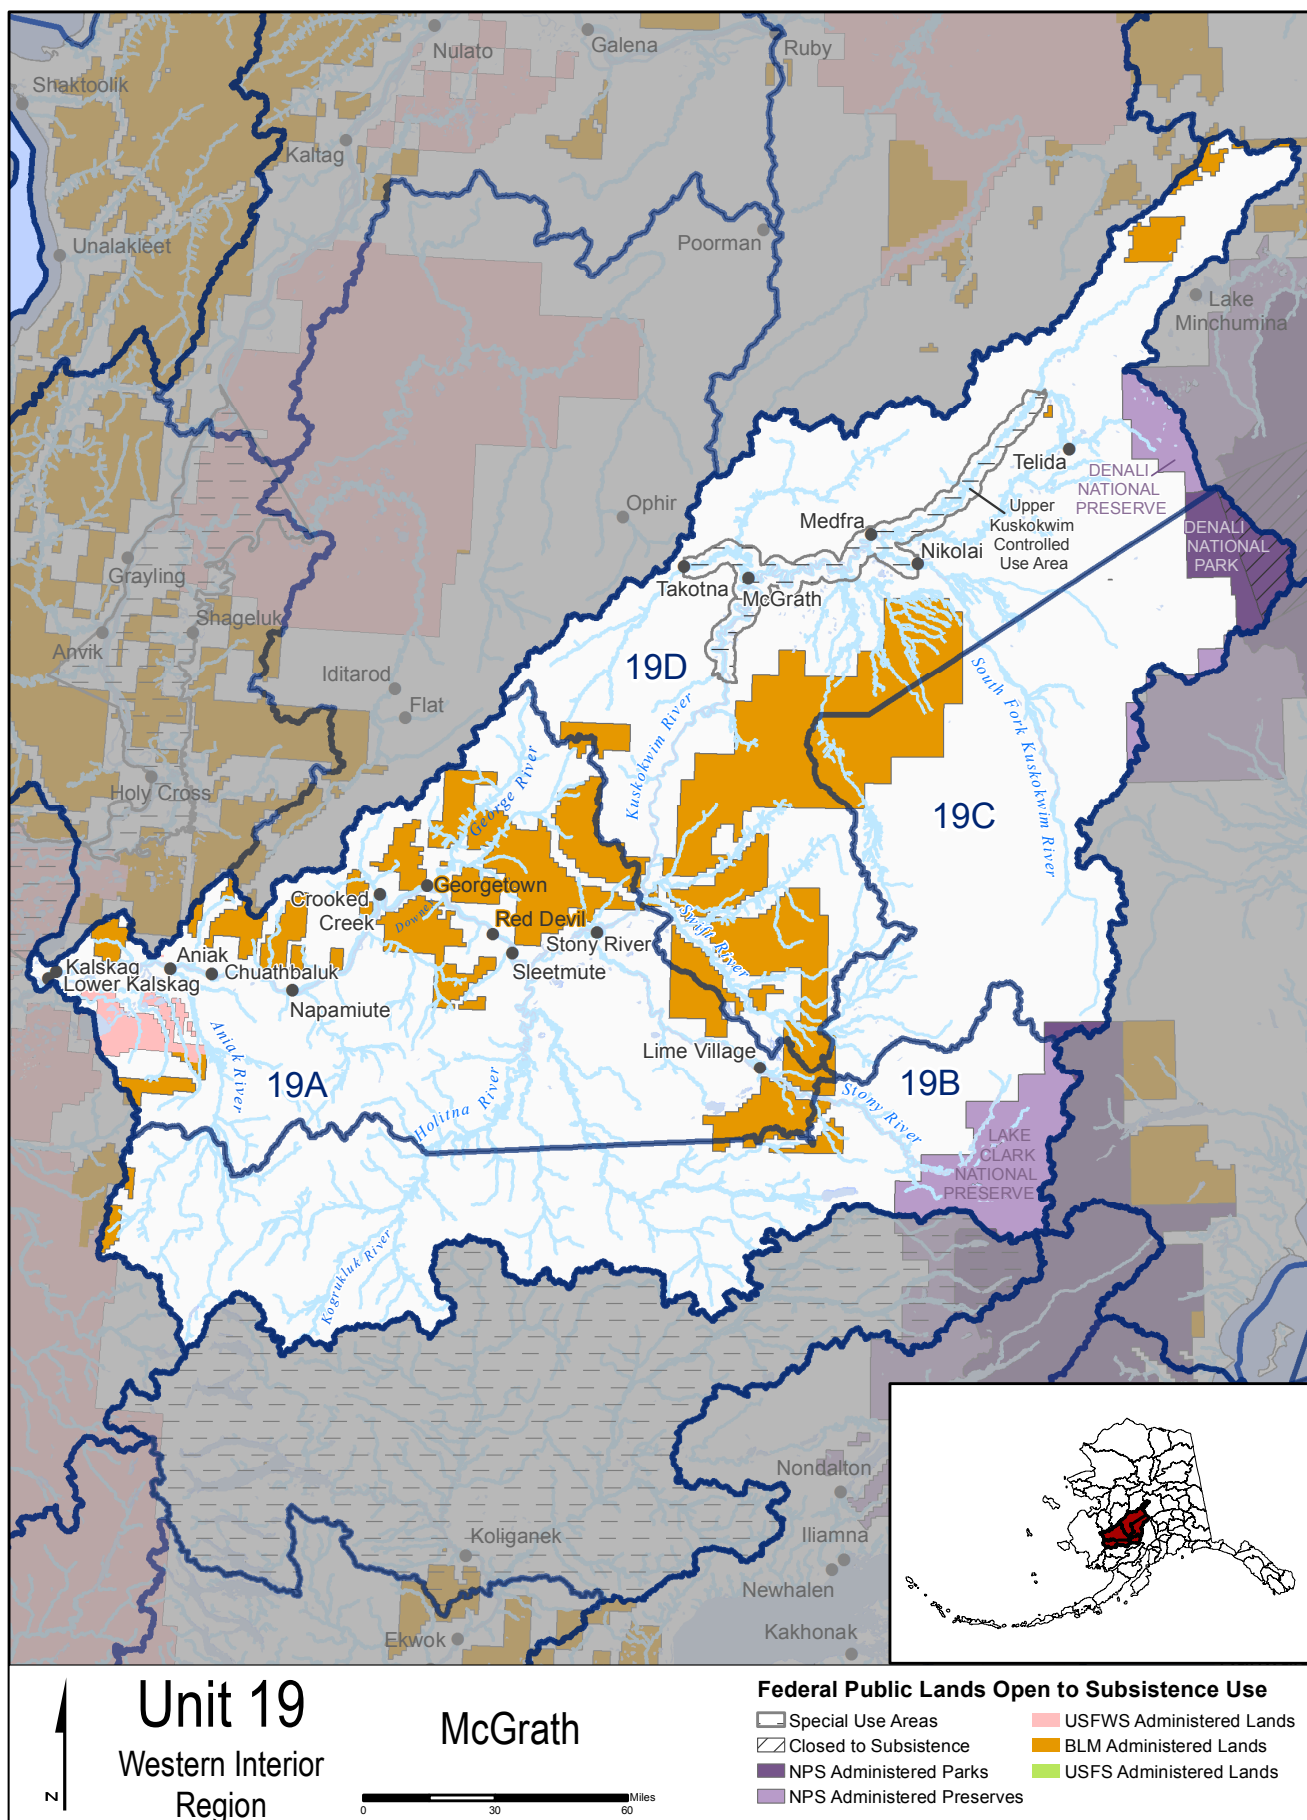 Nulato
Galena
Ruby
Shaktoolik
Kaltag
Unalakleet
Poorman
Lake
Minchumina
Telida
DENALI
NATIONAL
PRESERVE
Ophir
Upper
Kuskokwim
Controlled
Use Area
Medfra
Nikolai
DENALI
NATIONAL
PARK
Grayling
Takotna
McGrath
Shageluk
Anvik
19D
Iditarod
Flat
South Fork Kuskokwim River
Kuskokwim River
Holy Cross
George River
19C
Georgetown
Crooked
Creek
Downey
Red Devil
Stony River
Swift River
Sleetmute
Aniak
Kalskag
Chuathbaluk
Lower Kalskag
Napamiute
Aniak River
Lime Village
19A
Holitna River
19B
Stony River
LAKE
CLARK
NATIONAL
PRESERVE
Kogrukluk River
Nondalton
Koliganek
Iliamna
Newhalen
Ekwok
Kakhonak
N
Unit 19
Western Interior
Region
McGrath
0 30 60 Miles
Federal Public Lands Open to Subsistence Use
Special Use Areas
Closed to Subsistence
NPS Administered Parks
NPS Administered Preserves
USFWS Administered Lands
BLM Administered Lands
USFS Administered Lands